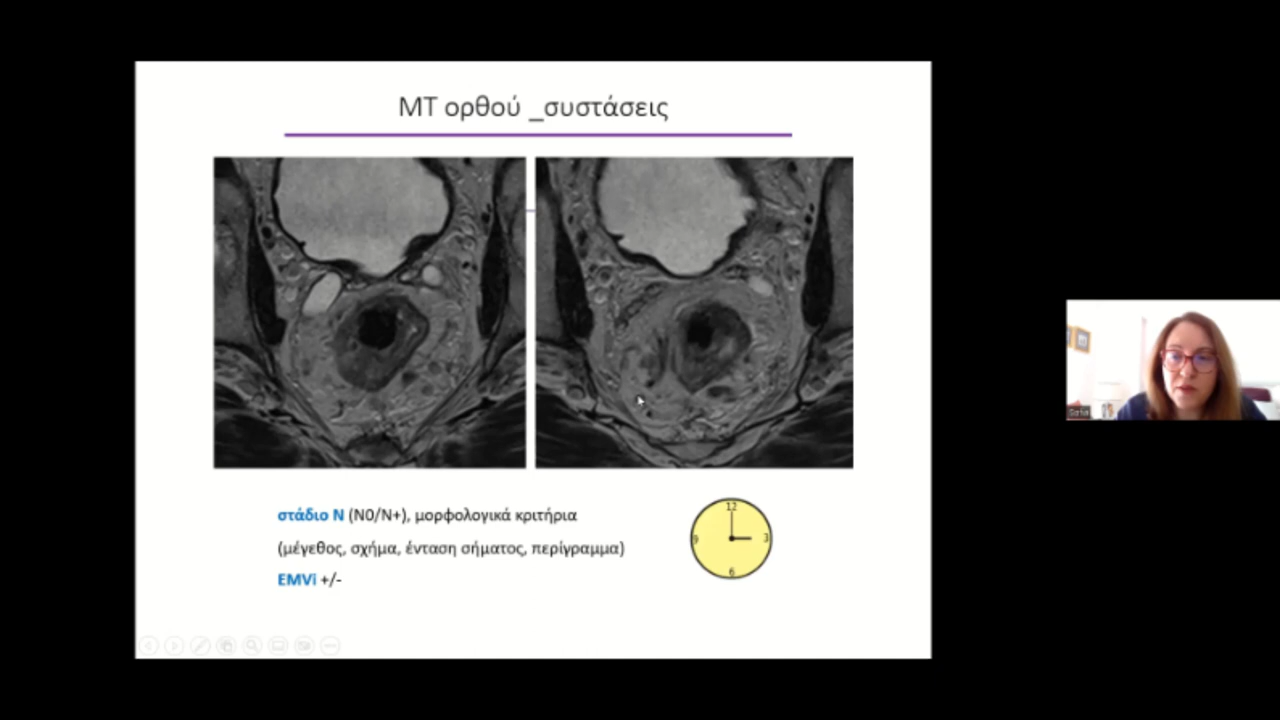 ΜΤ ορθού _συστάσεις
στάδιο Ν (Ν0/Ν+), μορφολογικά κριτήρια
(μέγεθος, σχήμα, ένταση σήματος, περίγραμμα)
EMVi +/-
12
9 3
6